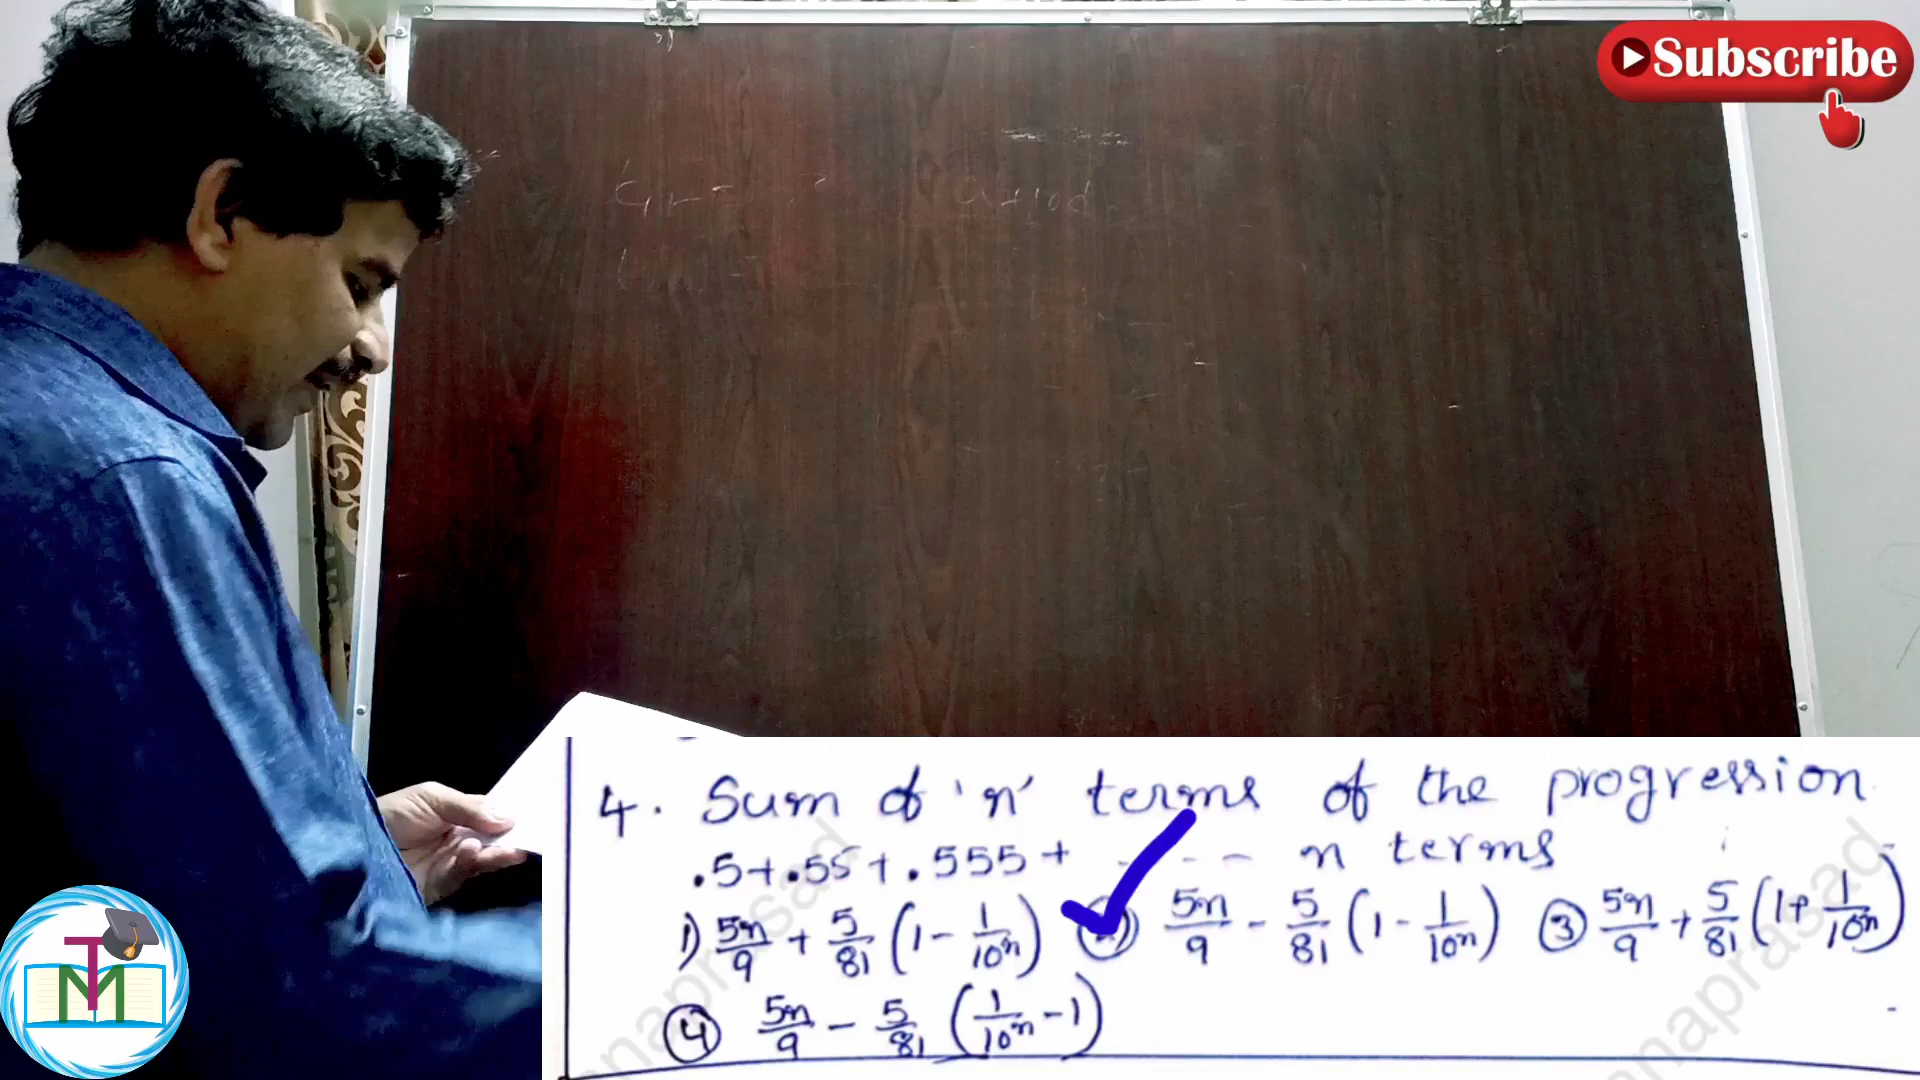 Subscribe
4. Sum of 'n' terms of the progression
.5+.55+.555+ ---- n terms
1) 5n/9 + 5/81 (1 - 1/10ⁿ) 5n/9 - 5/81 (1 - 1/10ⁿ) ③ 5n/9 + 5/81 (1+ 1/10ⁿ)
④ 5n/9 - 5/81 (1/10ⁿ - 1)
TM